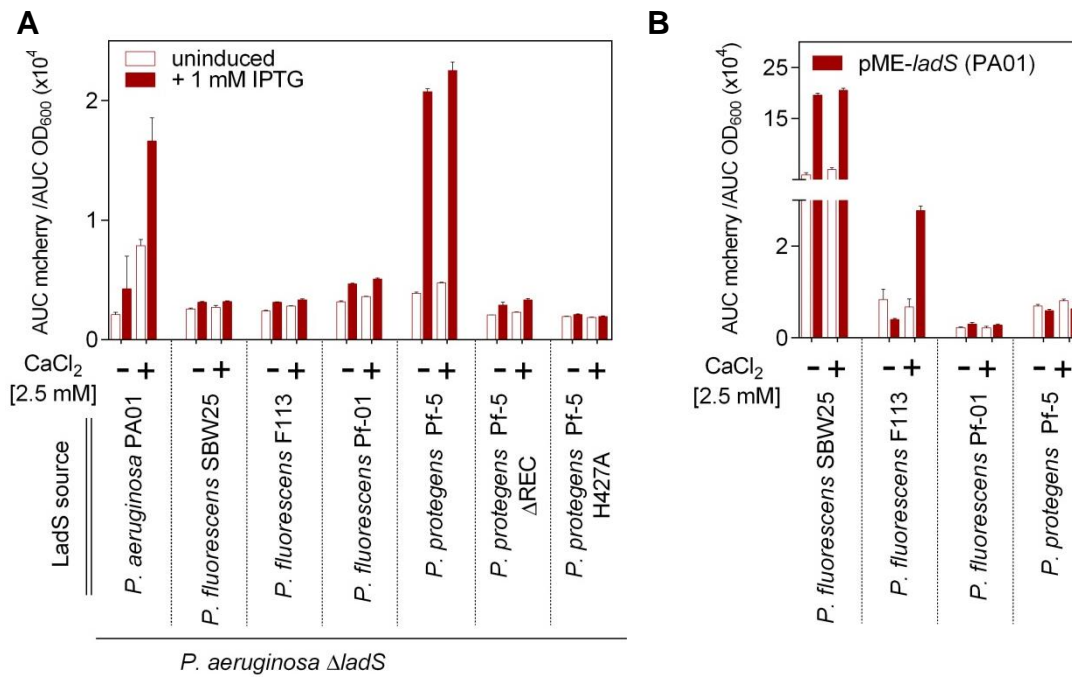 A
AUC mcherry /AUC OD600 (x10⁴)
2
1
0
uninduced
+ 1 mM IPTG
CaCl2
[2.5 mM]
- + - + - + - + - + - + - +
LadS source
P. aeruginosa PA01
P. fluorescens SBW25
P. fluorescens F113
P. fluorescens Pf-01
P. protegens Pf-5
P. protegens Pf-5
ΔREC
P. protegens Pf-5
H427A
P. aeruginosa ΔladS
B
AUC mcherry /AUC OD600 (x10⁴)
25
15
2
0
pME-ladS (PA01)
CaCl2
[2.5 mM]
- + - + - + - +
P. fluorescens SBW25
P. fluorescens F113
P. fluorescens Pf-01
P. protegens Pf-5